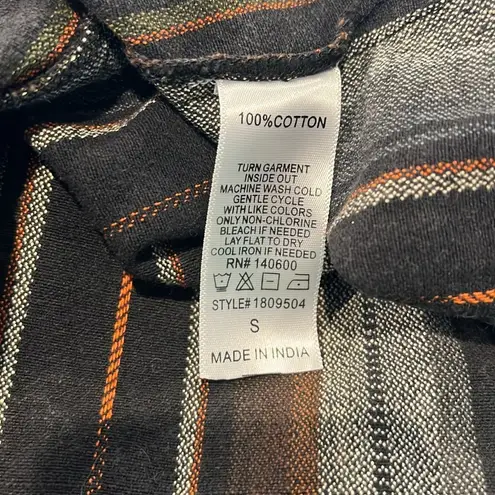 100%COTTON
TURN GARMENT
INSIDE OUT
MACHINE WASH COLD
GENTLE CYCLE
WITH LIKE COLORS
ONLY NON-CHLORINE
BLEACH IF NEEDED
LAY FLAT TO DRY
COOL IRON IF NEEDED
RN# 140600
STYLE# 1809504
S
MADE IN INDIA